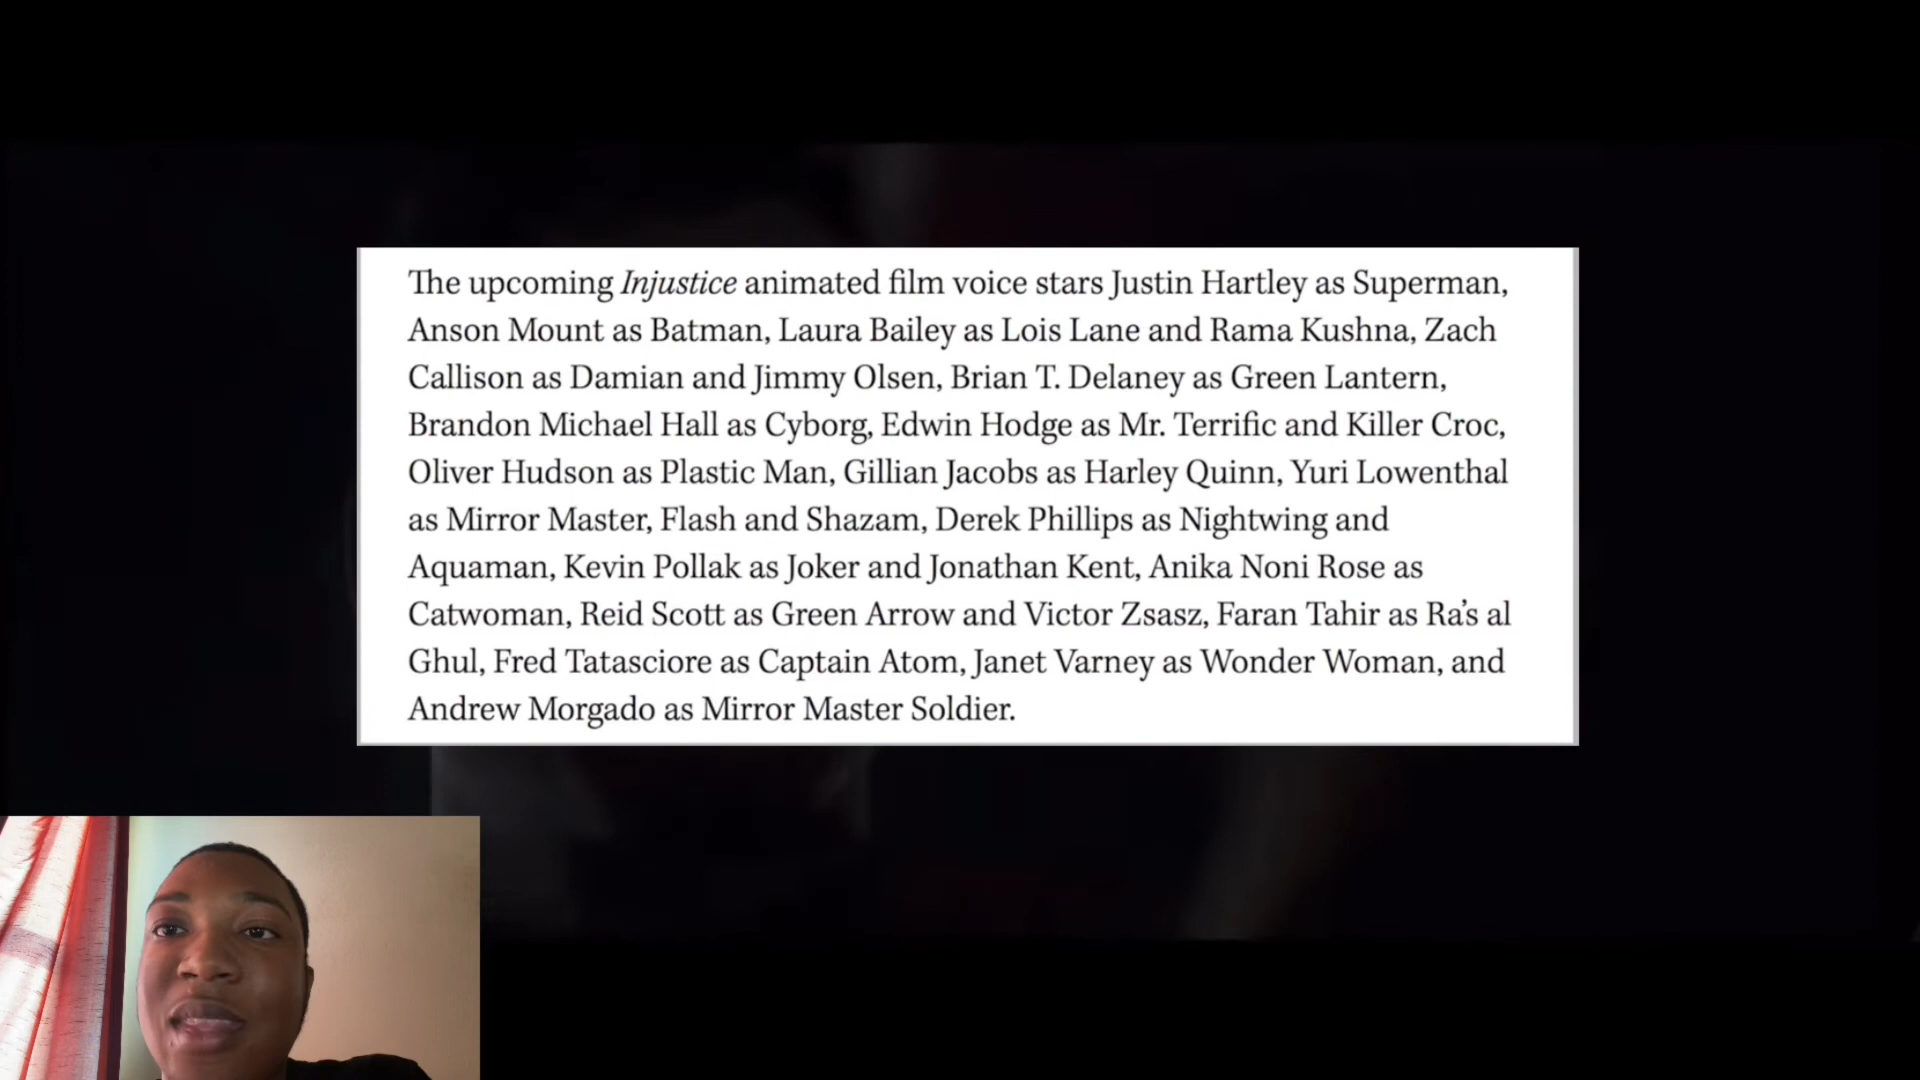 The upcoming Injustice animated film voice stars Justin Hartley as Superman,
Anson Mount as Batman, Laura Bailey as Lois Lane and Rama Kushna, Zach
Callison as Damian and Jimmy Olsen, Brian T. Delaney as Green Lantern,
Brandon Michael Hall as Cyborg, Edwin Hodge as Mr. Terrific and Killer Croc,
Oliver Hudson as Plastic Man, Gillian Jacobs as Harley Quinn, Yuri Lowenthal
as Mirror Master, Flash and Shazam, Derek Phillips as Nightwing and
Aquaman, Kevin Pollak as Joker and Jonathan Kent, Anika Noni Rose as
Catwoman, Reid Scott as Green Arrow and Victor Zsasz, Faran Tahir as Ra's al
Ghul, Fred Tatasciore as Captain Atom, Janet Varney as Wonder Woman, and
Andrew Morgado as Mirror Master Soldier.